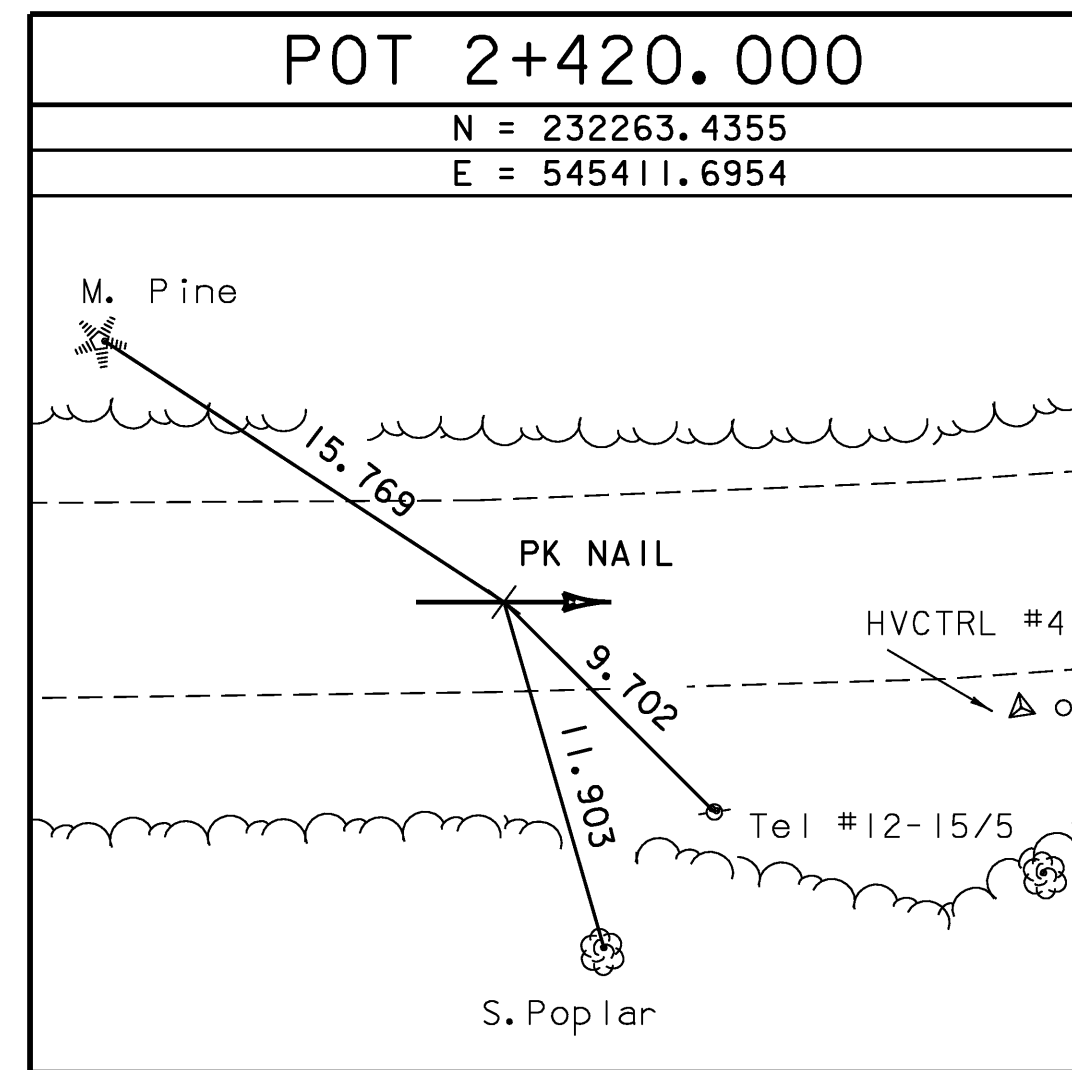 POT 2+420.000
N = 232263.4355
E = 545411.6954
M. Pine
15.769
PK NAIL
HVCTRL #4
9.702
11.903
Tel #12-15/5
S.Poplar